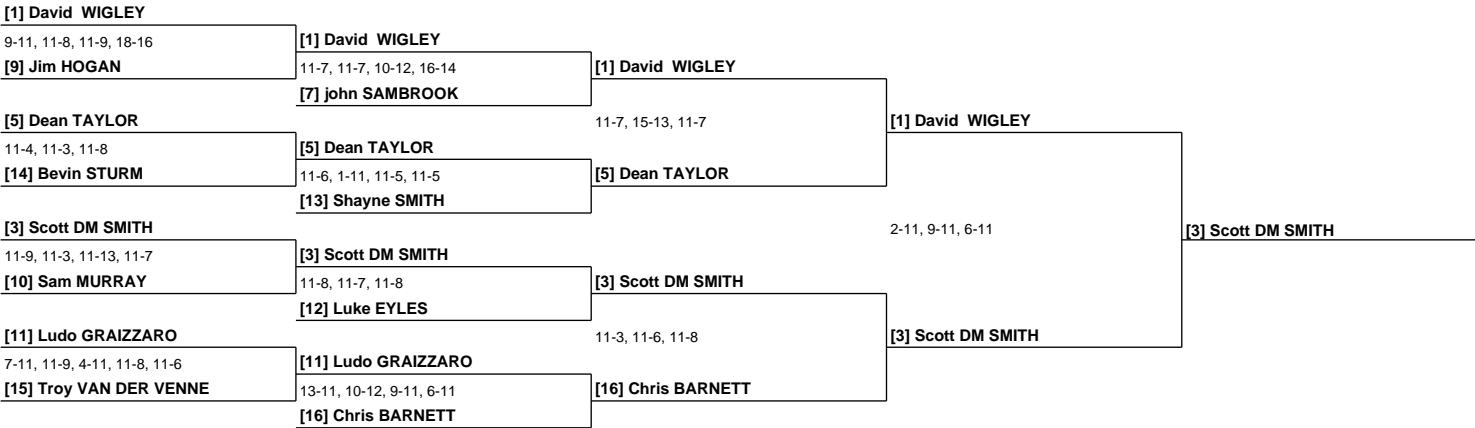 [1] David  WIGLEY
9-11, 11-8, 11-9, 18-16
[9] Jim HOGAN
[5] Dean TAYLOR
11-4, 11-3, 11-8
[14] Bevin STURM
[3] Scott DM SMITH
11-9, 11-3, 11-13, 11-7
[10] Sam MURRAY
[11] Ludo GRAIZZARO
7-11, 11-9, 4-11, 11-8, 11-6
[15] Troy VAN DER VENNE
[1] David  WIGLEY
11-7, 11-7, 10-12, 16-14
[7] john SAMBROOK
[5] Dean TAYLOR
11-6, 1-11, 11-5, 11-5
[13] Shayne SMITH
[3] Scott DM SMITH
11-8, 11-7, 11-8
[12] Luke EYLES
[11] Ludo GRAIZZARO
13-11, 10-12, 9-11, 6-11
[16] Chris BARNETT
[1] David  WIGLEY
11-7, 15-13, 11-7
[5] Dean TAYLOR
[3] Scott DM SMITH
11-3, 11-6, 11-8
[16] Chris BARNETT
[1] David  WIGLEY
2-11, 9-11, 6-11
[3] Scott DM SMITH
[3] Scott DM SMITH